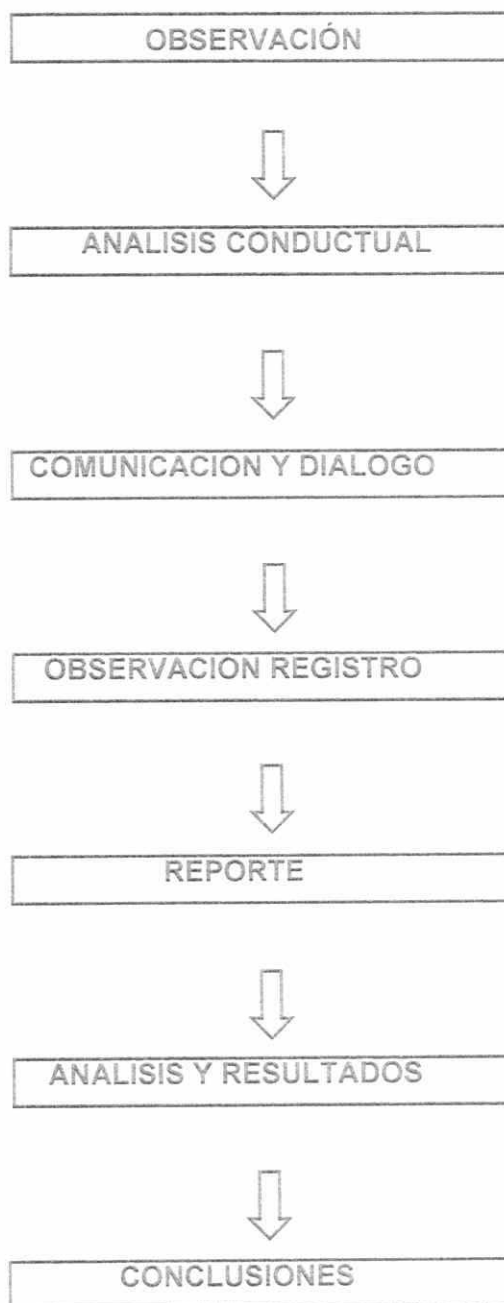 OBSERVACIÓN
ANALISIS CONDUCTUAL
COMUNICACION Y DIALOGO
OBSERVACION REGISTRO
REPORTE
ANALISIS Y RESULTADOS
CONCLUSIONES